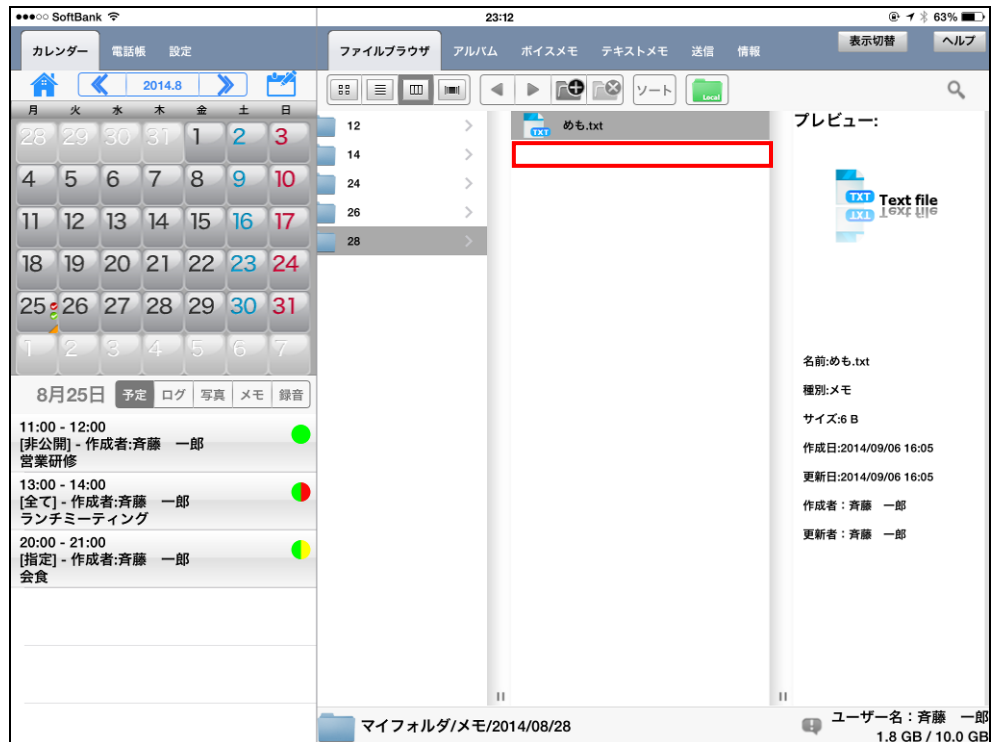 ●●●○○ SoftBank
23:12
63%
カレンダー 電話帳 設定
ファイルブラウザ アルバム ボイスメモ テキストメモ 送信 情報
表示切替 ヘルプ
2014.8
ソート
Local
月 火 水 木 金 土 日
28 29 30 31 1 2 3
4 5 6 7 8 9 10
11 12 13 14 15 16 17
18 19 20 21 22 23 24
25 26 27 28 29 30 31
1 2 3 4 5 6 7
8月25日 予定 ログ 写真 メモ 録音
11:00 - 12:00
[非公開] - 作成者:斉藤　一郎
営業研修
13:00 - 14:00
[全て] - 作成者:斉藤　一郎
ランチミーティング
20:00 - 21:00
[指定] - 作成者:斉藤　一郎
会食
12
14
24
26
28
TXT めも.txt
プレビュー:
TXT Text file
名前:めも.txt
種別:メモ
サイズ:6 B
作成日:2014/09/06 16:05
更新日:2014/09/06 16:05
作成者：斉藤　一郎
更新者：斉藤　一郎
マイフォルダ/メモ/2014/08/28
ユーザー名：斉藤　一郎
1.8 GB / 10.0 GB